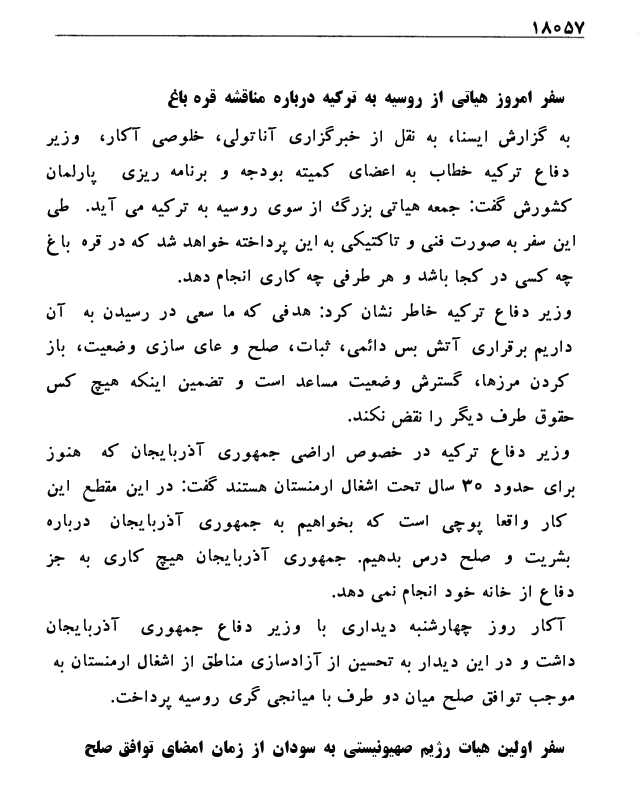 ۱۸۰۵۷
سفر امروز هیاتی از روسیه به ترکیه درباره مناقشه قره باغ
به گزارش ایسنا، به نقل از خبرگزاری آناتولی، خلوصی آکار، وزیر
دفاع ترکیه خطاب به اعضای کمیته بودجه و برنامه ریزی پارلمان
کشورش گفت: جمعه هیاتی بزرگ از سوی روسیه به ترکیه می آید. طی
این سفر به صورت فنی و تاکتیکی به این پرداخته خواهد شد که در قره باغ
چه کسی در کجا باشد و هر طرفی چه کاری انجام دهد.
وزیر دفاع ترکیه خاطر نشان کرد: هدفی که ما سعی در رسیدن به آن
داریم برقراری آتش بس دائمی، ثبات، صلح و عای سازی وضعیت، باز
کردن مرزها، گسترش وضعیت مساعد است و تضمین اینکه هیچ کس
حقوق طرف دیگر را نقض نکند.
وزیر دفاع ترکیه در خصوص اراضی جمهوری آذربایجان که هنوز
برای حدود ۳۰ سال تحت اشغال ارمنستان هستند گفت: در این مقطع این
کار واقعا پوچی است که بخواهیم به جمهوری آذربایجان درباره
بشریت و صلح درس بدهیم. جمهوری آذربایجان هیچ کاری به جز
دفاع از خانه خود انجام نمی دهد.
آکار روز چهارشنبه دیداری با وزیر دفاع جمهوری آذربایجان
داشت و در این دیدار به تحسین از آزادسازی مناطق از اشغال ارمنستان به
موجب توافق صلح میان دو طرف با میانجی گری روسیه پرداخت.
سفر اولین هیات رژیم صهیونیستی به سودان از زمان امضای توافق صلح